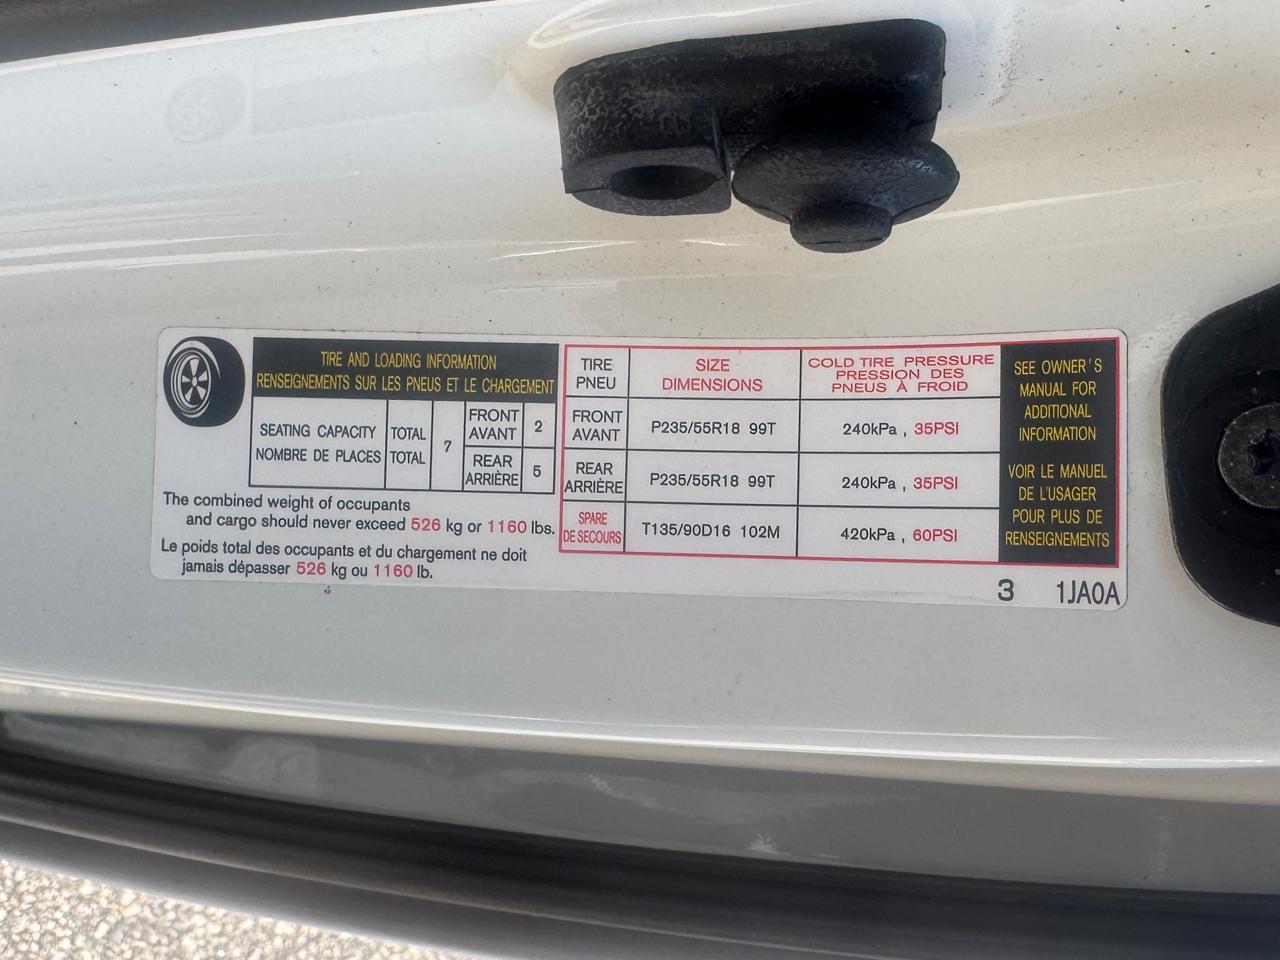 TIRE AND LOADING INFORMATION
RENSEIGNEMENTS SUR LES PNEUS ET LE CHARGEMENT
SEATING CAPACITY
NOMBRE DE PLACES
TOTAL
TOTAL
7
FRONT
AVANT
2
REAR
ARRIÈRE
5
The combined weight of occupants
and cargo should never exceed 526 kg or 1160 lbs.
Le poids total des occupants et du chargement ne doit
jamais dépasser 526 kg ou 1160 lb.
TIRE
PNEU
SIZE
DIMENSIONS
COLD TIRE PRESSURE
PRESSION DES
PNEUS À FROID
FRONT
AVANT
P235/55R18 99T
240kPa , 35PSI
REAR
ARRIÈRE
P235/55R18 99T
240kPa , 35PSI
SPARE
DE SECOURS
T135/90D16 102M
420kPa , 60PSI
SEE OWNER'S
MANUAL FOR
ADDITIONAL
INFORMATION
VOIR LE MANUEL
DE L'USAGER
POUR PLUS DE
RENSEIGNEMENTS
3 1JA0A